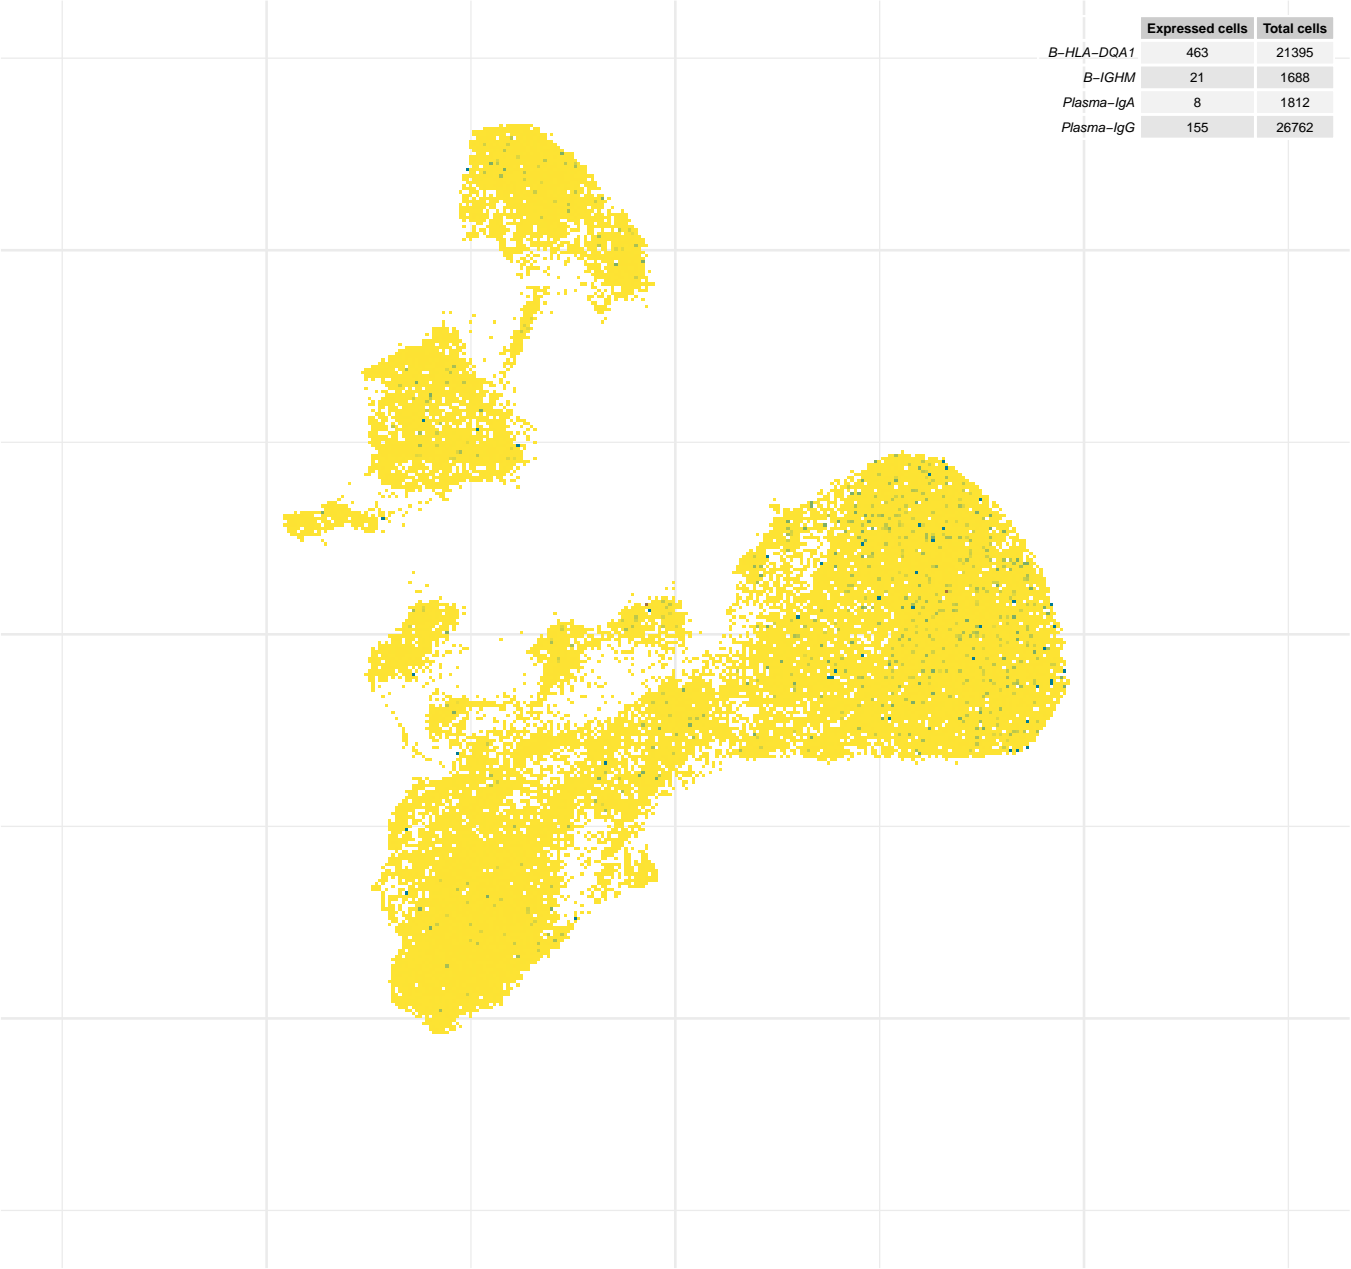 Expressed cells Total cells
B−HLA−DQA1 463 21395
B−IGHM 21 1688
Plasma−IgA 8 1812
Plasma−IgG 155 26762